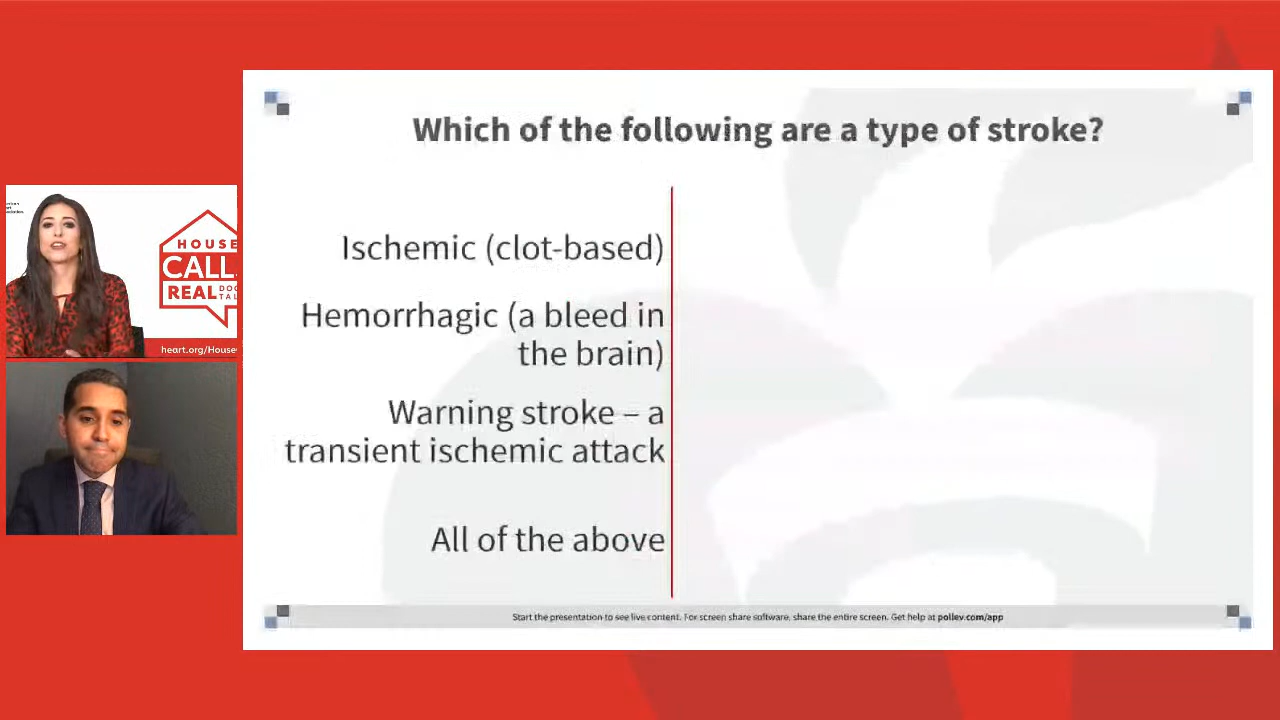 Which of the following are a type of stroke?
Ischemic (clot-based)
Hemorrhagic (a bleed in
the brain)
Warning stroke – a
transient ischemic attack
All of the above
Start the presentation to see live content. For screen share software, share the entire screen. Get help at pollev.com/app
HOUSE
CALL
REAL
heart.org/House